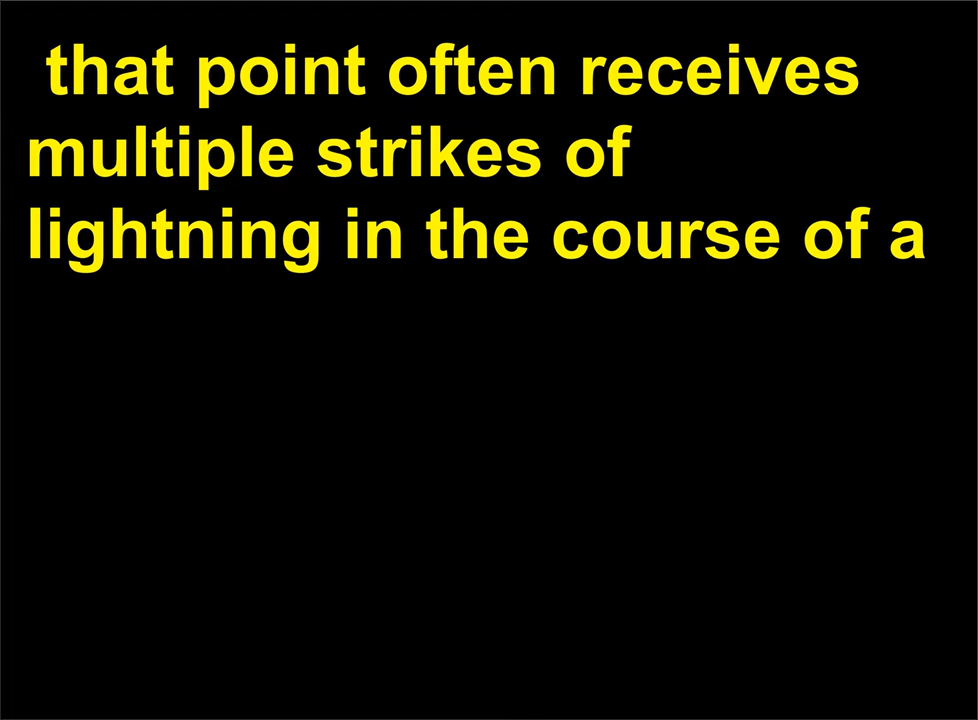 that point often receives
multiple strikes of
lightning in the course of a